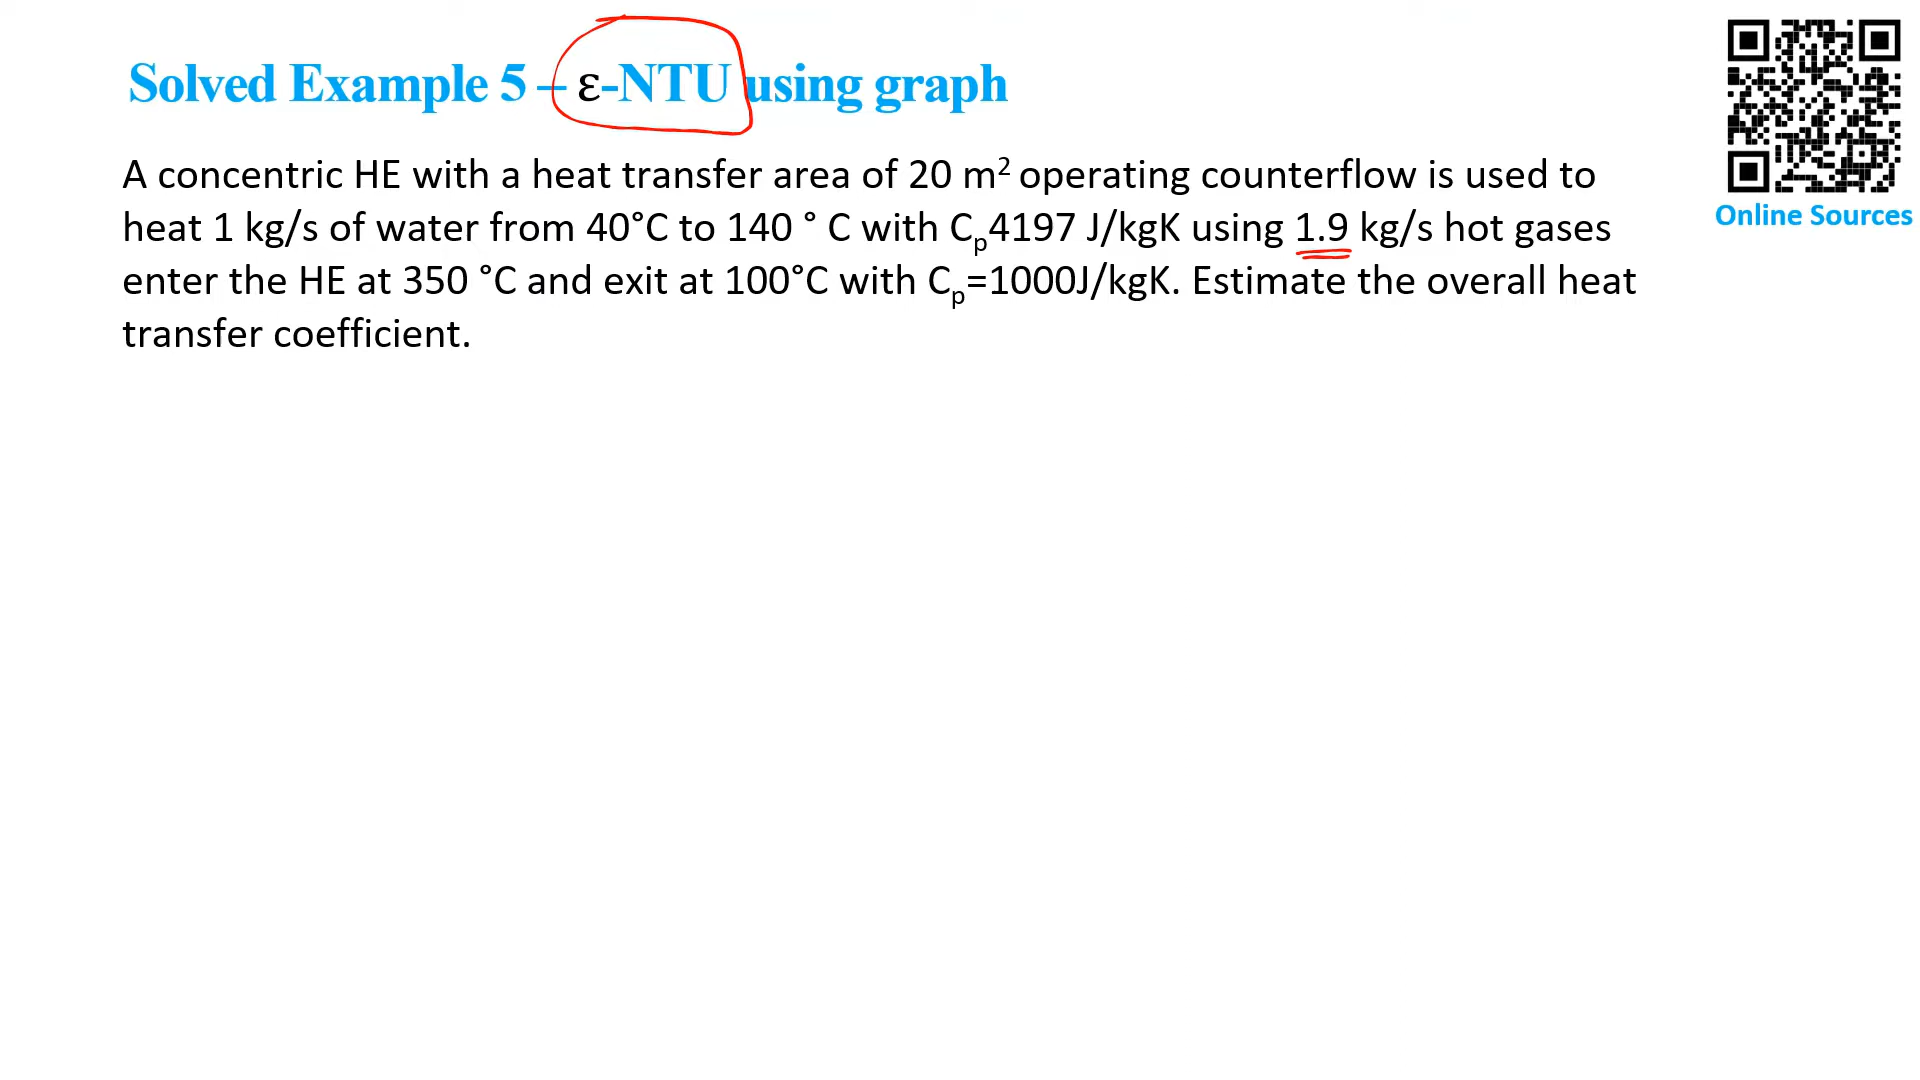 Solved Example 5 – ε-NTU using graph
Online Sources
A concentric HE with a heat transfer area of 20 m² operating counterflow is used to
heat 1 kg/s of water from 40°C to 140 ° C with Cp4197 J/kgK using 1.9 kg/s hot gases
enter the HE at 350 °C and exit at 100°C with Cp=1000J/kgK. Estimate the overall heat
transfer coefficient.